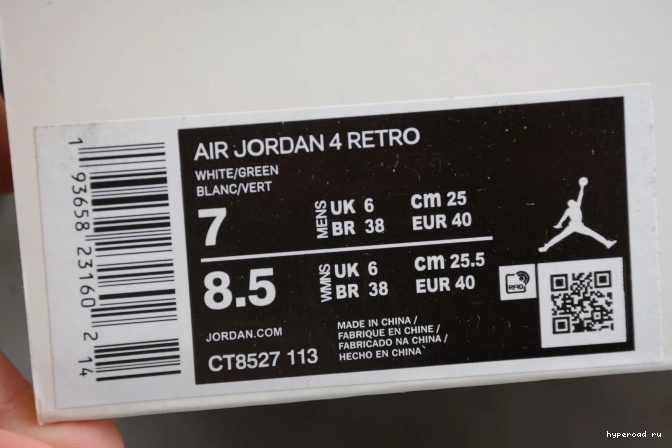 AIR JORDAN 4 RETRO
WHITE/GREEN
BLANC/VERT
7 MENS UK 6 cm 25
BR 38 EUR 40
8.5 WMNS UK 6 cm 25.5
BR 38 EUR 40
RFID
JORDAN.COM
CT8527 113
MADE IN CHINA /
FABRIQUE EN CHINE /
FABRICADO NA CHINA /
HECHO EN CHINA
1 93658 23160 2 14
hyperoad ru